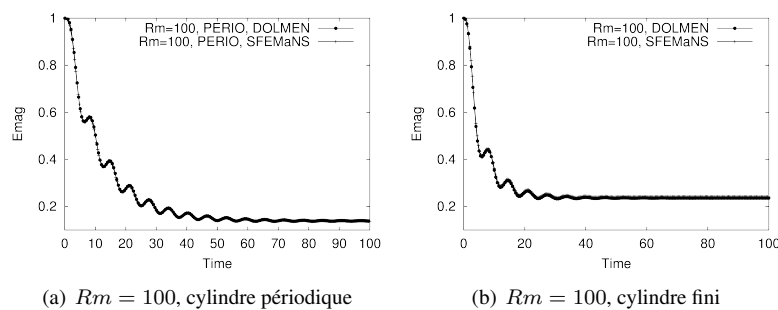 Rm=100, PERIO, DOLMEN
Rm=100, PERIO, SFEMaNS
1
0.8
0.6
0.4
0.2
Emag
0 10 20 30 40 50 60 70 80 90 100
Time
(a) Rm = 100, cylindre périodique
Rm=100, DOLMEN
Rm=100, SFEMaNS
1
0.8
0.6
0.4
0.2
Emag
0 20 40 60 80 100
Time
(b) Rm = 100, cylindre fini